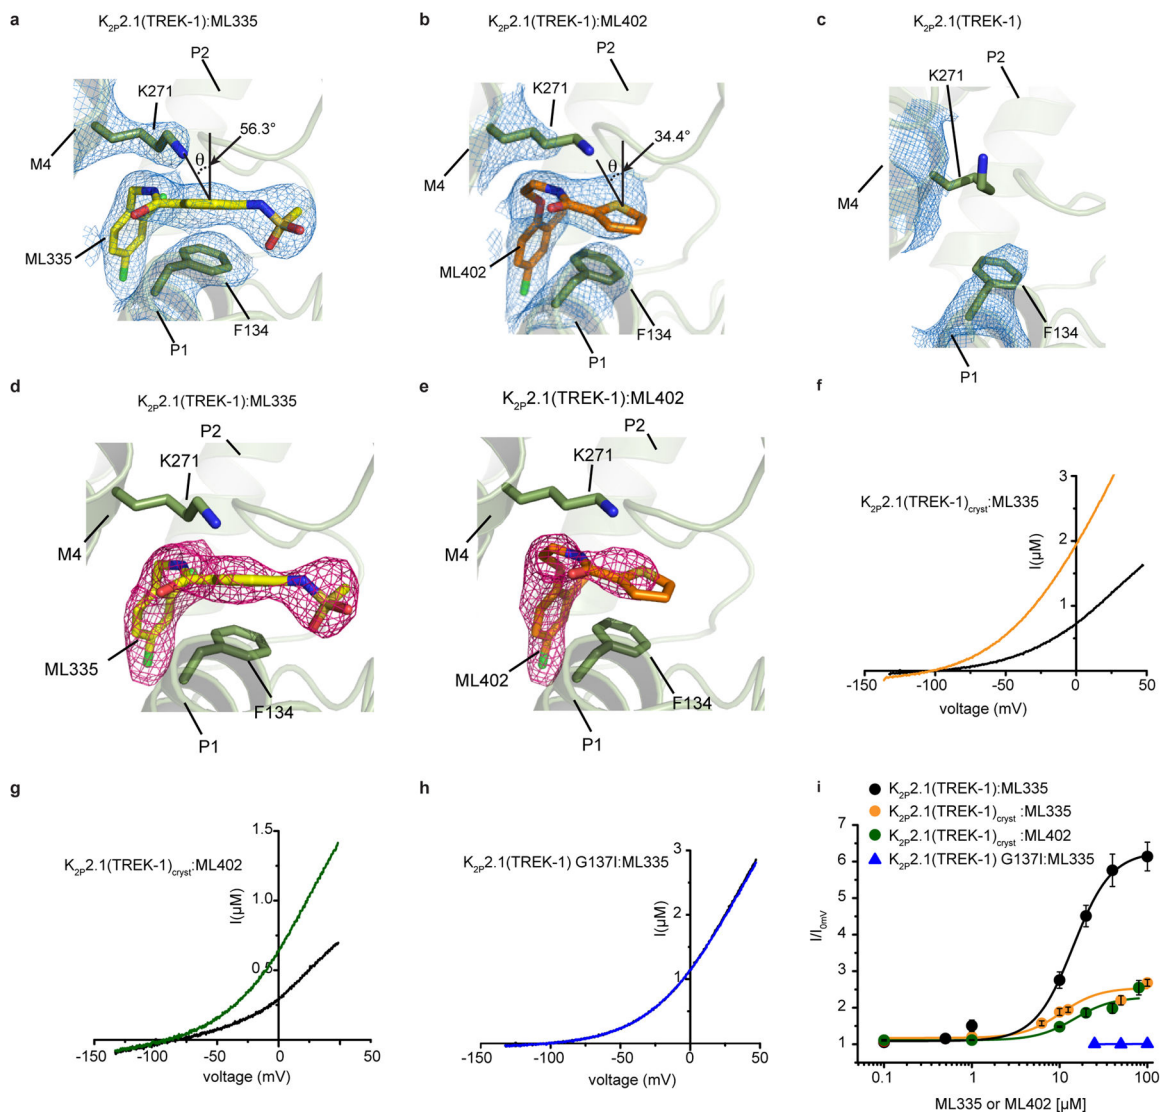 a
K2P2.1(TREK-1):ML335
P2
K271
56.3°
θ
M4
ML335
F134
P1
b
K2P2.1(TREK-1):ML402
P2
K271
34.4°
θ
M4
ML402
F134
P1
c
K2P2.1(TREK-1)
P2
K271
M4
F134
P1
d
K2P2.1(TREK-1):ML335
P2
K271
M4
ML335
F134
P1
e
K2P2.1(TREK-1):ML402
P2
K271
M4
ML402
F134
P1
f
K2P2.1(TREK-1)cryst:ML335
I(µM)
3
2
1
-150 -100 -50 0 50
voltage (mV)
g
K2P2.1(TREK-1)cryst:ML402
I(µM)
1.5
1.0
0.5
-150 -100 -50 0 50
voltage (mV)
h
K2P2.1(TREK-1) G137I:ML335
I(µM)
3
2
1
-150 -100 -50 0 50
voltage (mV)
i
K2P2.1(TREK-1):ML335
K2P2.1(TREK-1)cryst :ML335
K2P2.1(TREK-1)cryst :ML402
K2P2.1(TREK-1) G137I:ML335
I/I0mV
7
6
5
4
3
2
1
0.1 1 10 100
ML335 or ML402 [µM]